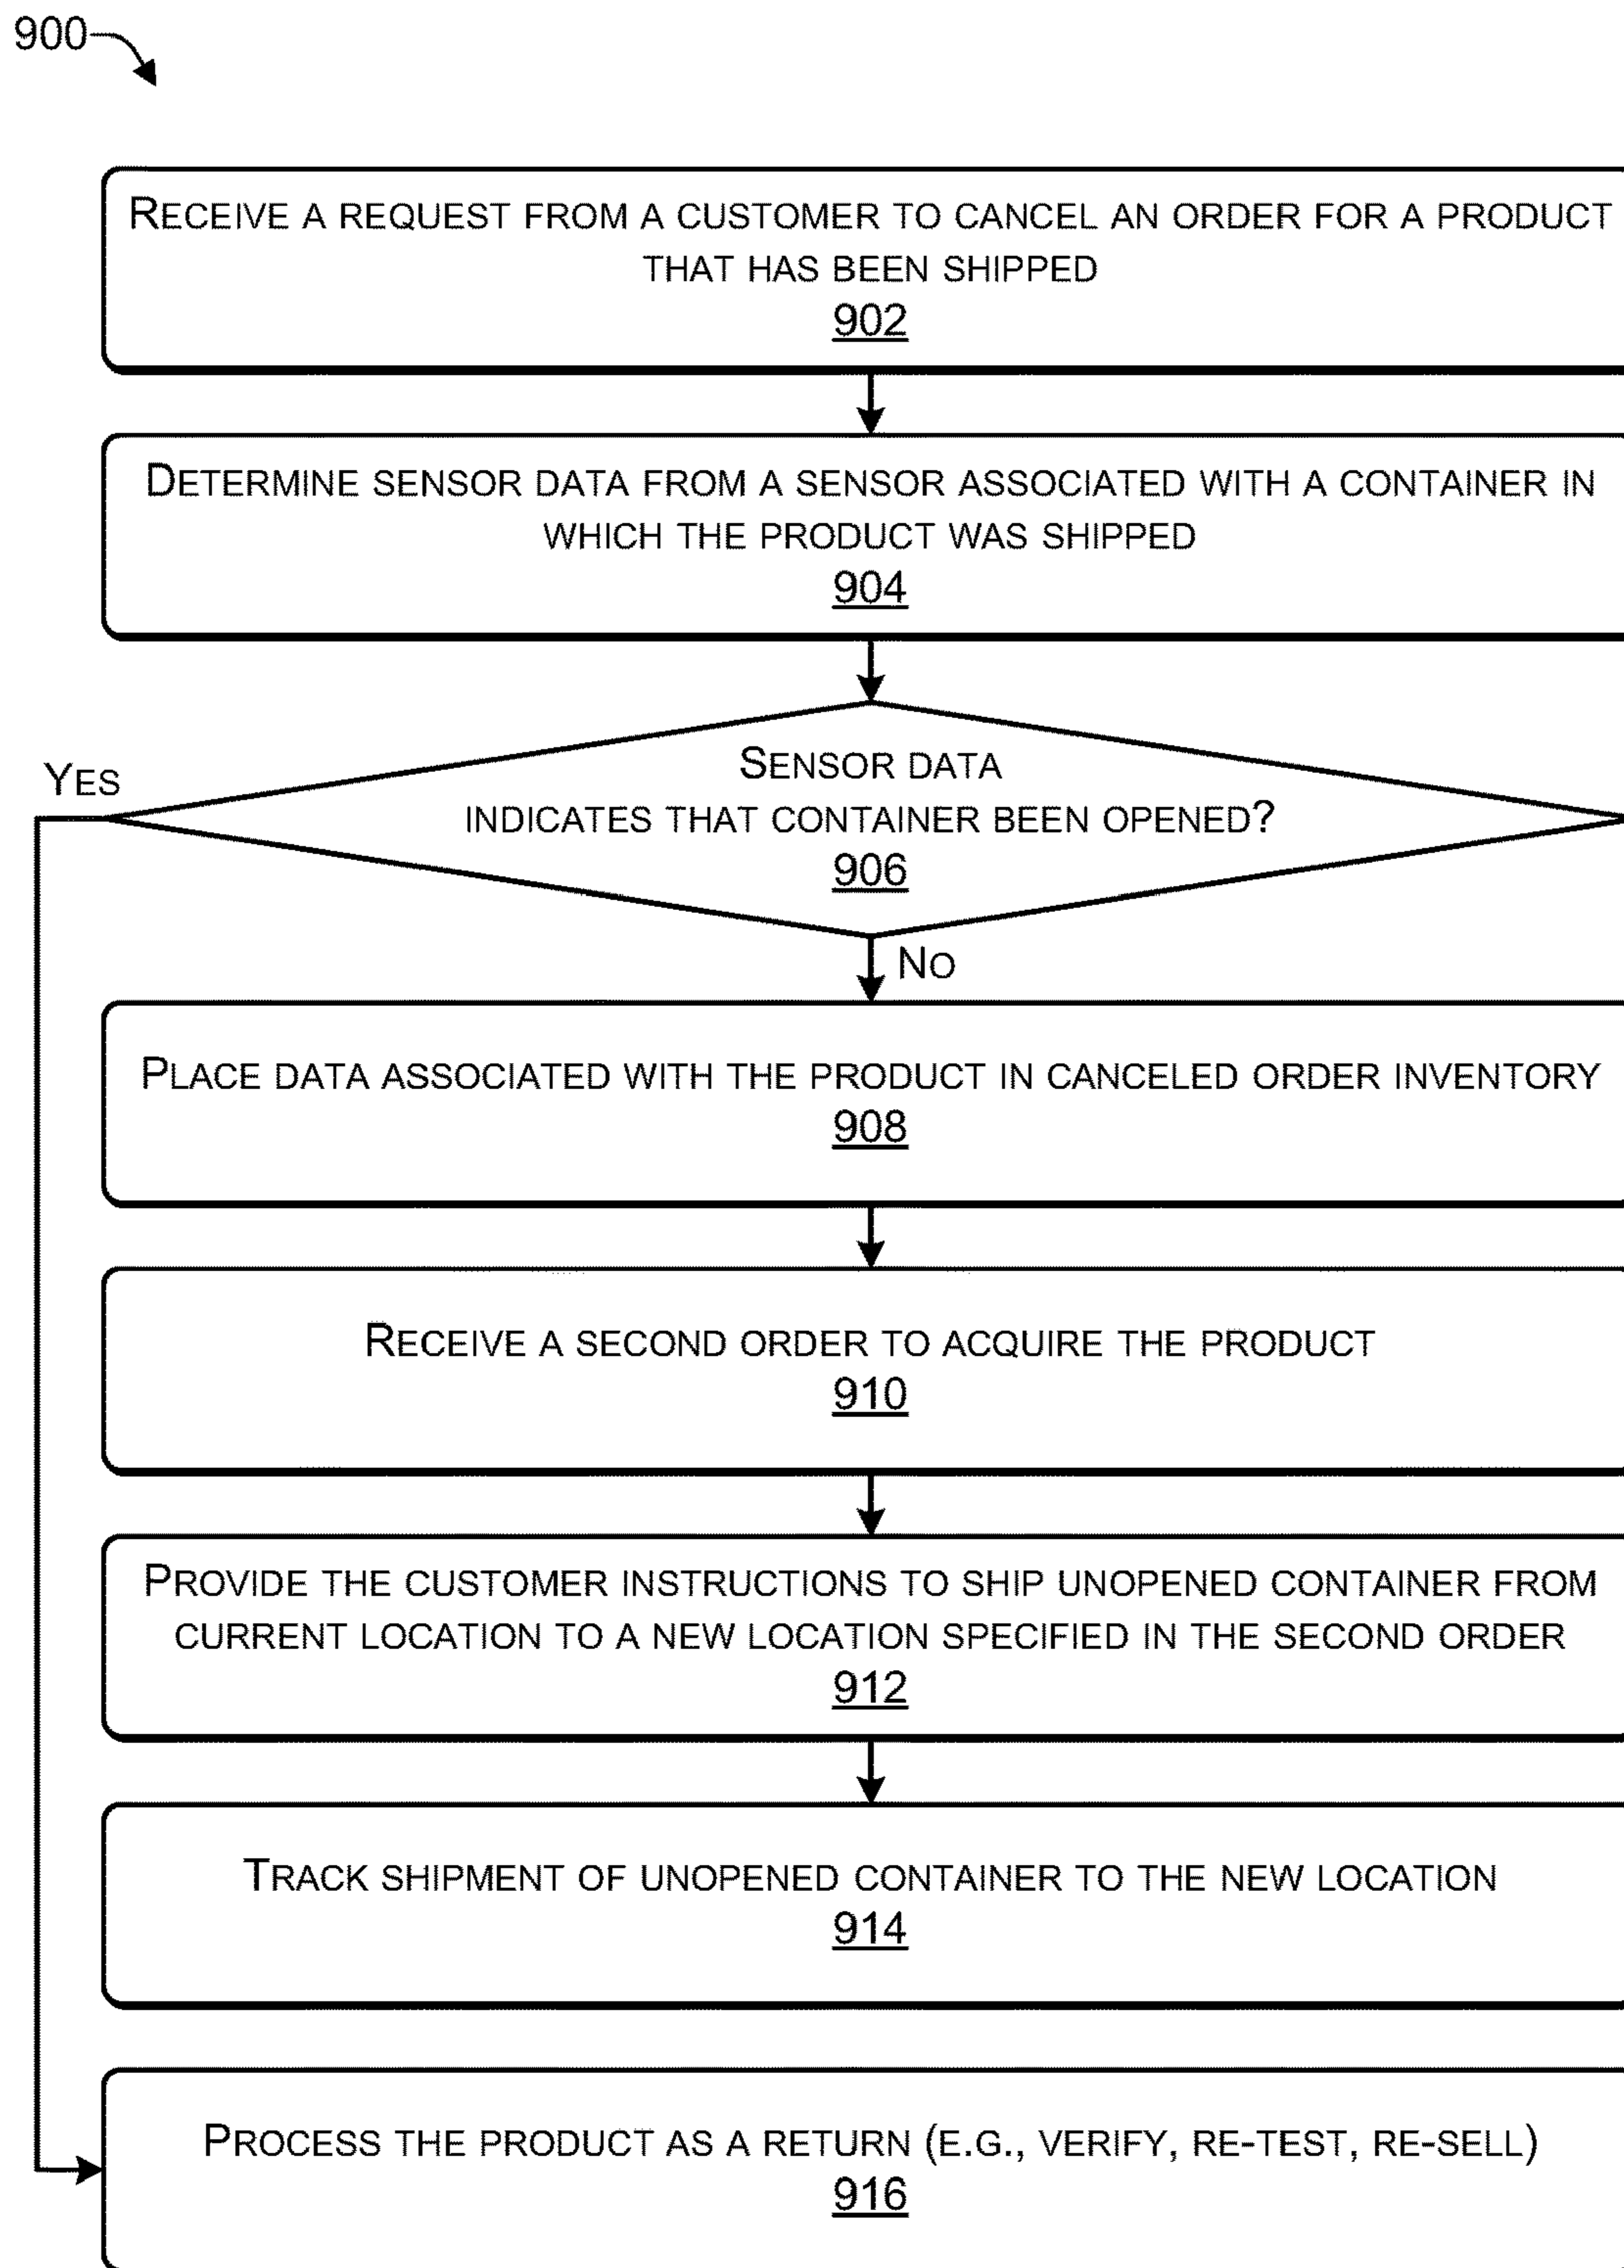 900
RECEIVE A REQUEST FROM A CUSTOMER TO CANCEL AN ORDER FOR A PRODUCT
THAT HAS BEEN SHIPPED
902
DETERMINE SENSOR DATA FROM A SENSOR ASSOCIATED WITH A CONTAINER IN
WHICH THE PRODUCT WAS SHIPPED
904
YES
SENSOR DATA
INDICATES THAT CONTAINER BEEN OPENED?
906
NO
PLACE DATA ASSOCIATED WITH THE PRODUCT IN CANCELED ORDER INVENTORY
908
RECEIVE A SECOND ORDER TO ACQUIRE THE PRODUCT
910
PROVIDE THE CUSTOMER INSTRUCTIONS TO SHIP UNOPENED CONTAINER FROM
CURRENT LOCATION TO A NEW LOCATION SPECIFIED IN THE SECOND ORDER
912
TRACK SHIPMENT OF UNOPENED CONTAINER TO THE NEW LOCATION
914
PROCESS THE PRODUCT AS A RETURN (E.G., VERIFY, RE-TEST, RE-SELL)
916